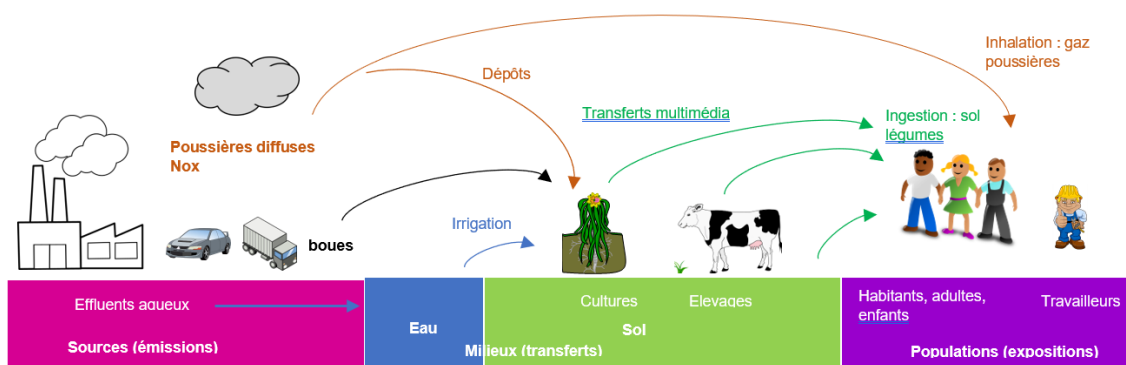 Inhalation : gaz
poussières
Dépôts
Transferts multimédia
Ingestion : sol
légumes
Poussières diffuses
Nox
Irrigation
boues
Effluents aqueux
Cultures
Elevages
Habitants, adultes,
enfants
Travailleurs
Eau
Sol
Sources (émissions)
Milieux (transferts)
Populations (expositions)